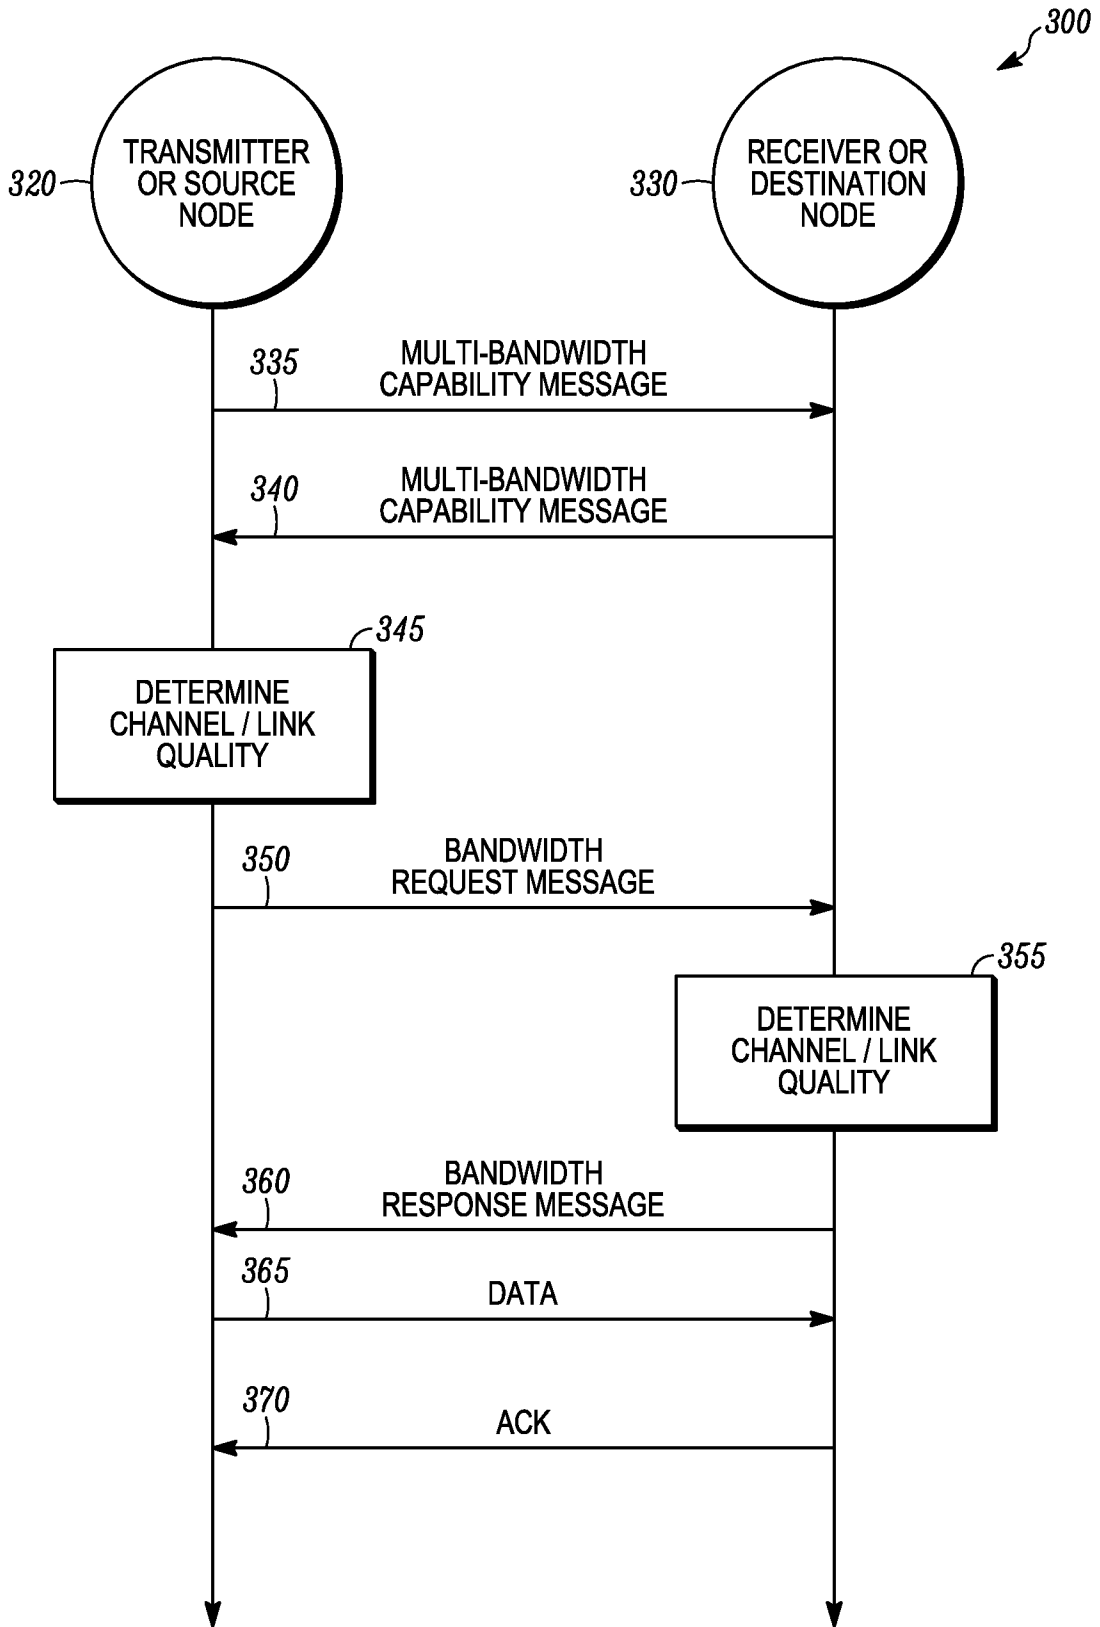 300
TRANSMITTER
OR SOURCE
NODE
320
RECEIVER OR
DESTINATION
NODE
330
335
MULTI-BANDWIDTH
CAPABILITY MESSAGE
340
MULTI-BANDWIDTH
CAPABILITY MESSAGE
345
DETERMINE
CHANNEL / LINK
QUALITY
350
BANDWIDTH
REQUEST MESSAGE
355
DETERMINE
CHANNEL / LINK
QUALITY
360
BANDWIDTH
RESPONSE MESSAGE
365
DATA
370
ACK